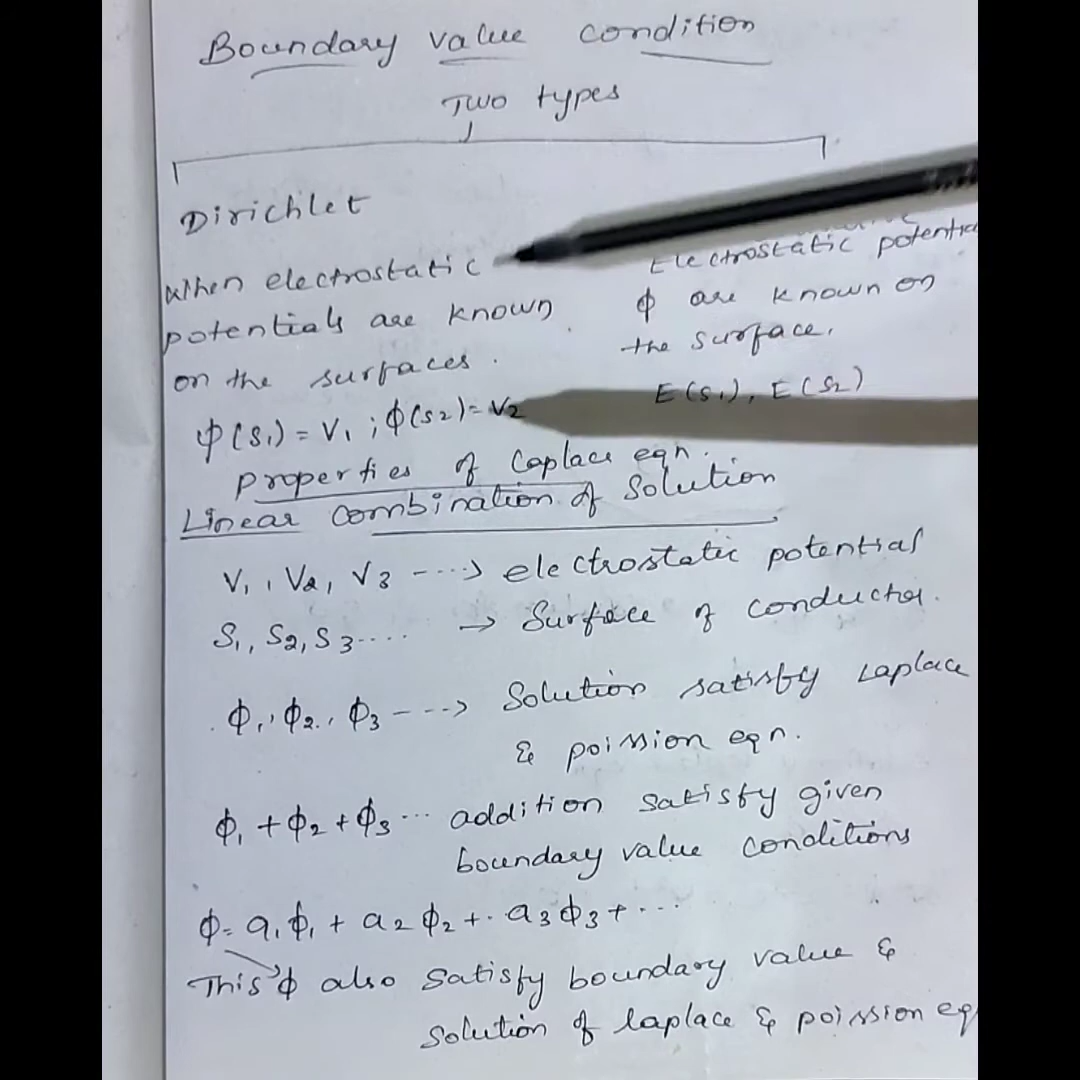 Boundary value condition
Two types
Dirichlet
When electrostatic
potentials are known
on the surfaces.
ψ(S1) = V1 ; ϕ(S2) = V2
Electrostatic potential
ϕ are known on
the surface.
E(S1), E(S2)
properties of Laplace eqn.
Linear combination of solution
V1, V2, V3 ----> electrostatic potential
S1, S2, S3.... → Surface of conductor.
ϕ1, ϕ2, ϕ3 ----> Solution satisfy Laplace
& poission eqn.
ϕ1 + ϕ2 + ϕ3 ... addition satisfy given
boundary value conditions
ϕ = a1ϕ1 + a2ϕ2 + a3ϕ3 + ...
This ϕ also satisfy boundary value &
solution of laplace & poission eq